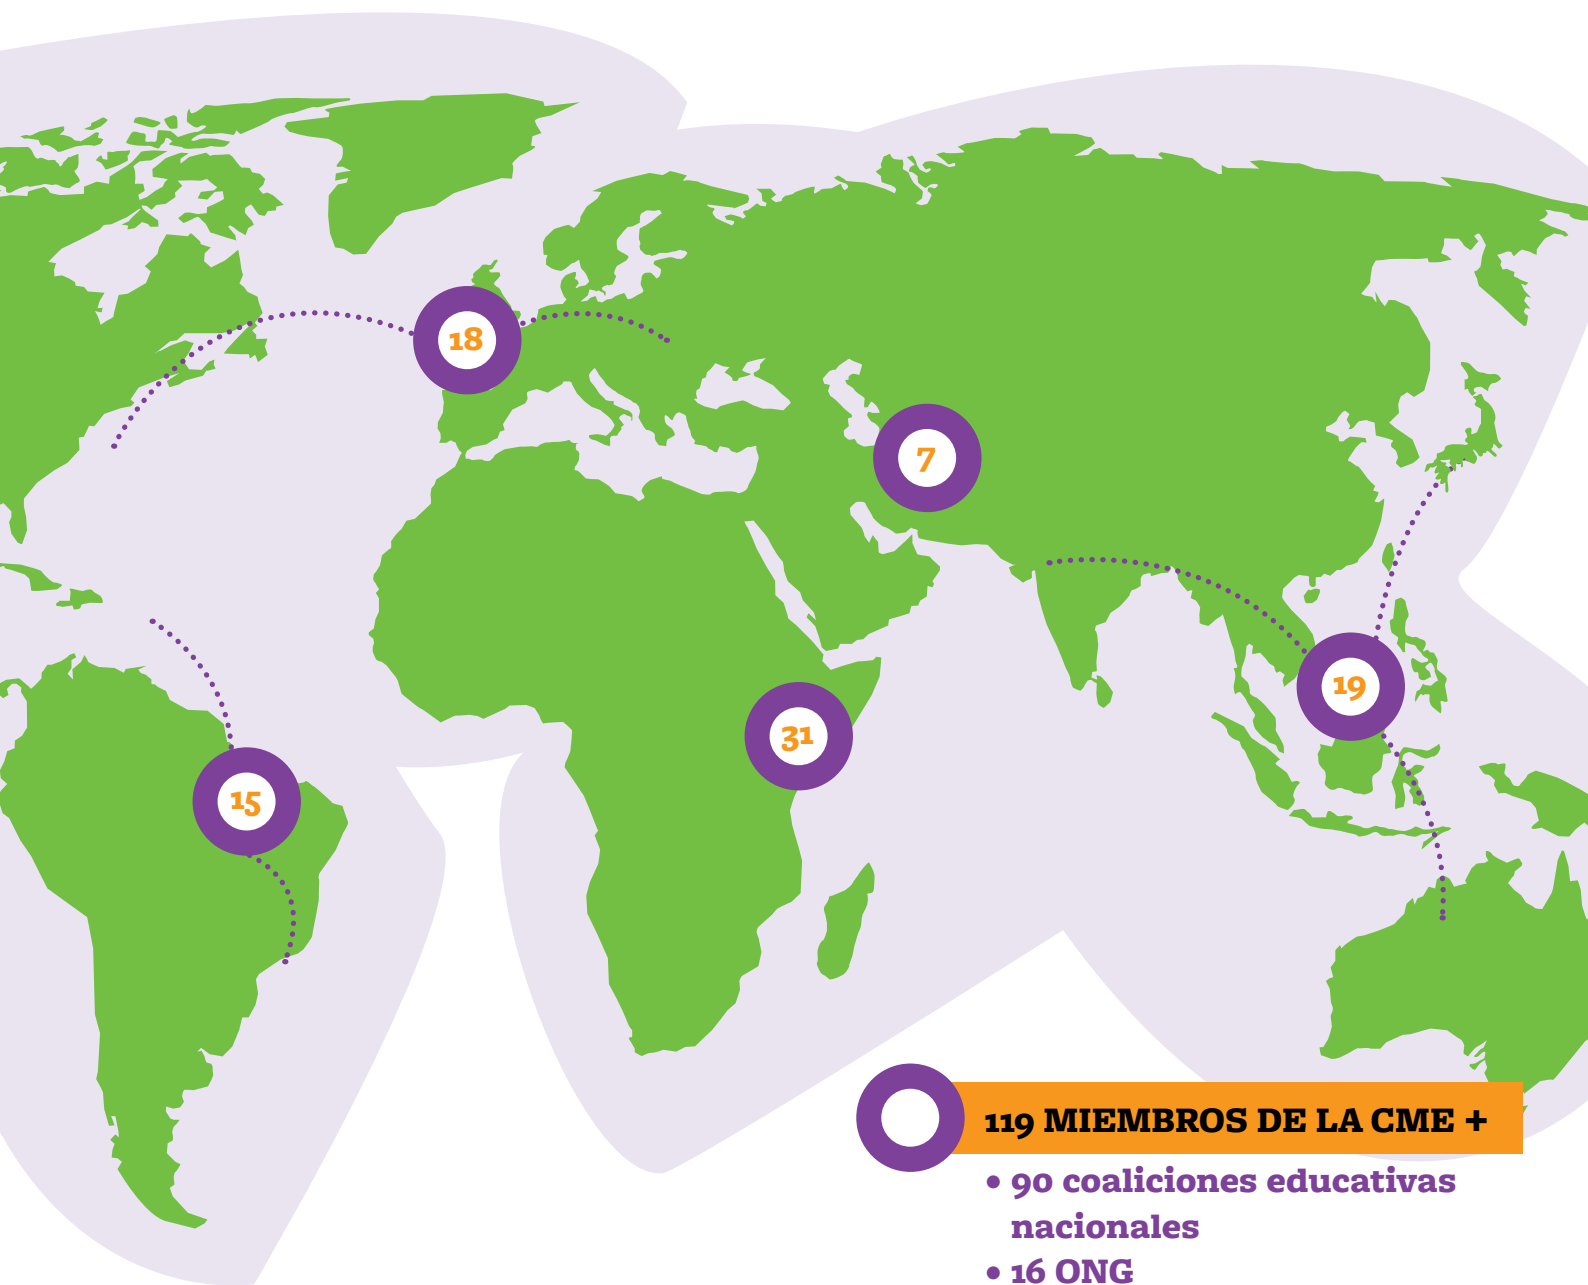 18
7
19
31
15
119 MIEMBROS DE LA CME +
• 90 coaliciones educativas
nacionales
• 16 ONG